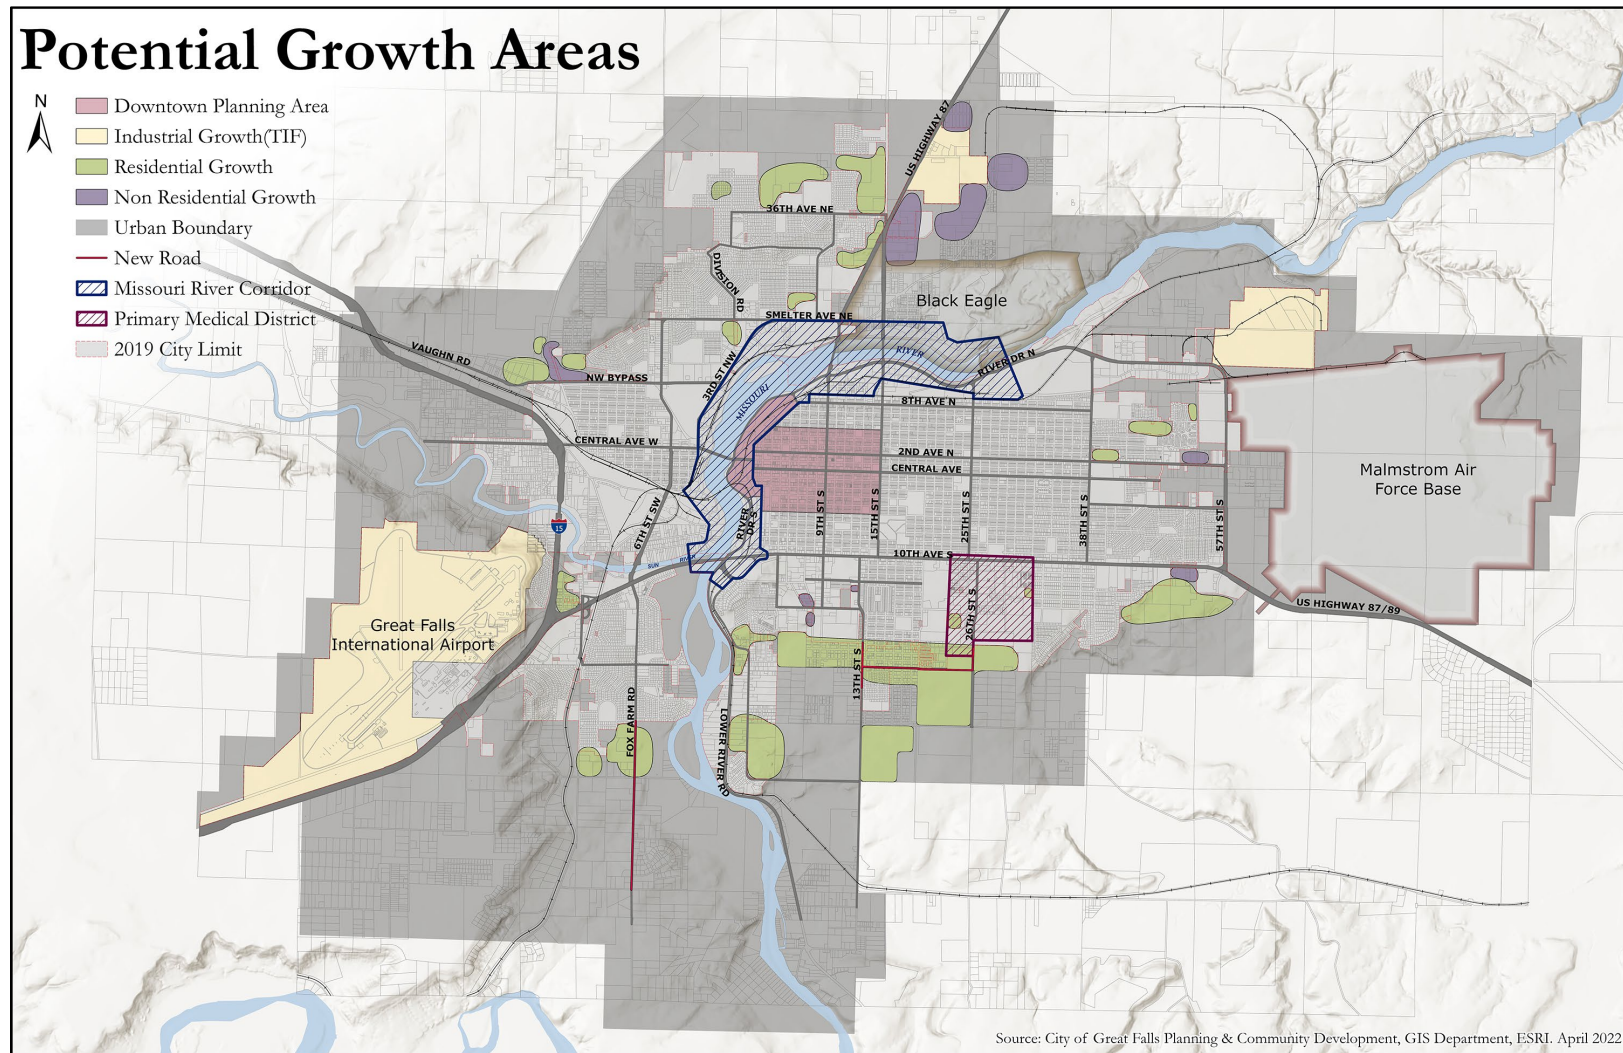 Potential Growth Areas
N
Downtown Planning Area
Industrial Growth(TIF)
Residential Growth
Non Residential Growth
Urban Boundary
New Road
Missouri River Corridor
Primary Medical District
2019 City Limit
US HIGHWAY 87
36TH AVE NE
DIVISION RD
Black Eagle
SMELTER AVE NE
VAUGHN RD
NW BYPASS
3RD ST NW
MISSOURI
RIVER
RIVER DR N
8TH AVE N
CENTRAL AVE W
2ND AVE N
CENTRAL AVE
Malmstrom Air
Force Base
6TH ST SW
RIVER
DR S
9TH ST S
15TH ST S
25TH ST S
38TH ST S
57TH ST S
15
10TH AVE S
SUN RIVER
26TH ST S
US HIGHWAY 87/89
Great Falls
International Airport
13TH ST S
FOX FARM RD
LOWER RIVER RD
Source: City of Great Falls Planning & Community Development, GIS Department, ESRI. April 2022